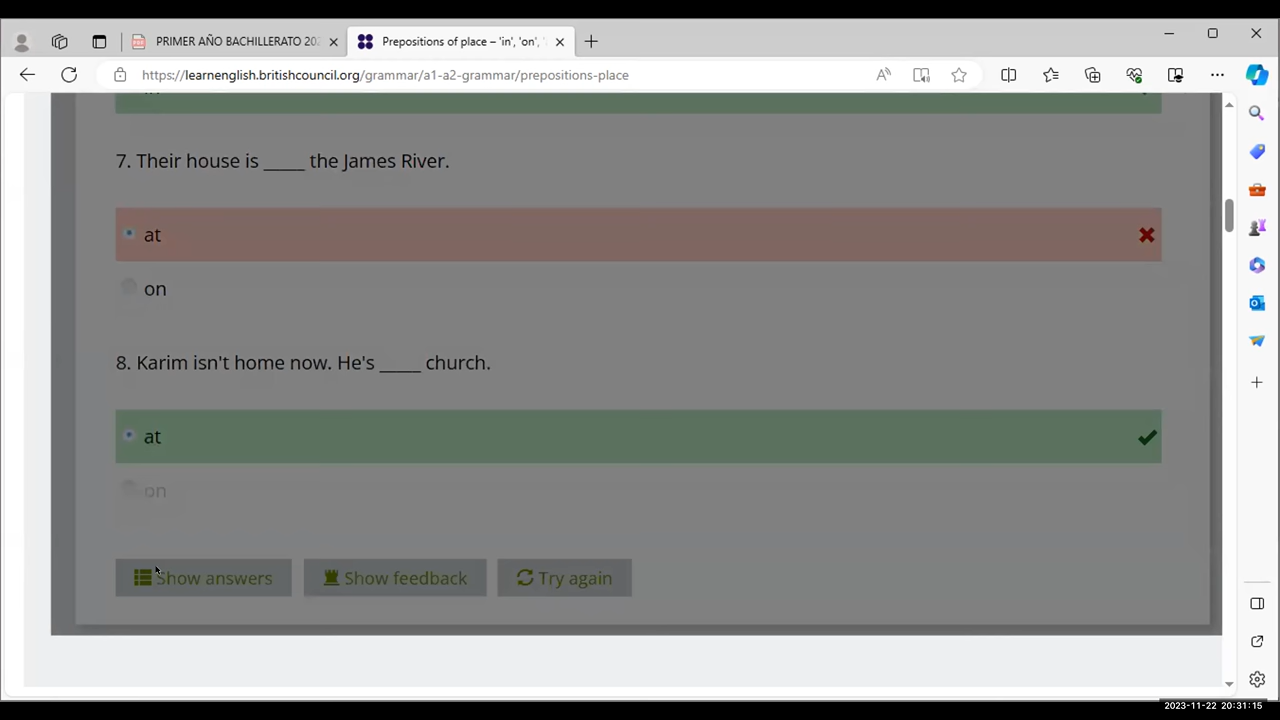 PRIMER AÑO BACHILLERATO 202
Prepositions of place – 'in', 'on', '
https://learnenglish.britishcouncil.org/grammar/a1-a2-grammar/prepositions-place
7. Their house is _____ the James River.
at
on
8. Karim isn't home now. He's _____ church.
at
on
Show answers
Show feedback
Try again
2023-11-22 20:31:15